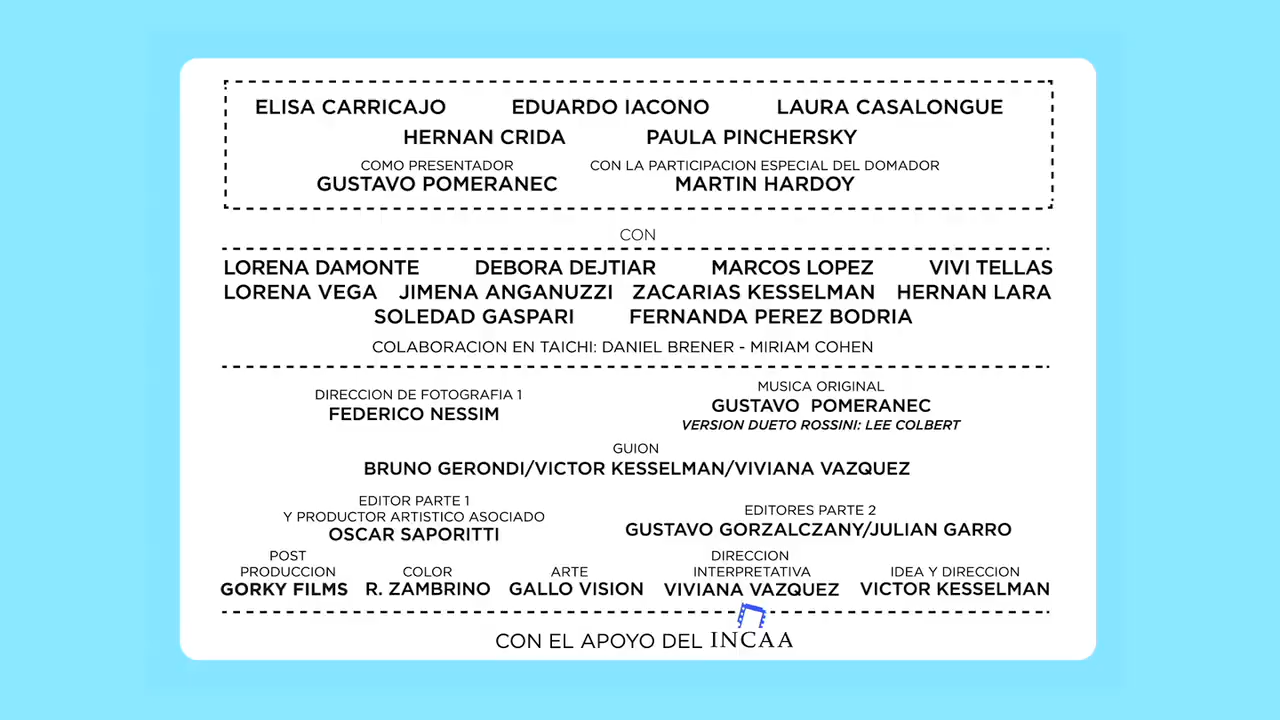 ELISA CARRICAJO EDUARDO IACONO LAURA CASALONGUE
HERNAN CRIDA PAULA PINCHERSKY
COMO PRESENTADOR CON LA PARTICIPACION ESPECIAL DEL DOMADOR
GUSTAVO POMERANEC MARTIN HARDOY
CON
LORENA DAMONTE DEBORA DEJTIAR MARCOS LOPEZ VIVI TELLAS
LORENA VEGA JIMENA ANGANUZZI ZACARIAS KESSELMAN HERNAN LARA
SOLEDAD GASPARI FERNANDA PEREZ BODRIA
COLABORACION EN TAICHI: DANIEL BRENER - MIRIAM COHEN
DIRECCION DE FOTOGRAFIA 1
FEDERICO NESSIM
MUSICA ORIGINAL
GUSTAVO POMERANEC
VERSION DUETO ROSSINI: LEE COLBERT
GUION
BRUNO GERONDI/VICTOR KESSELMAN/VIVIANA VAZQUEZ
EDITOR PARTE 1
Y PRODUCTOR ARTISTICO ASOCIADO
OSCAR SAPORITTI
EDITORES PARTE 2
GUSTAVO GORZALCZANY/JULIAN GARRO
POST
PRODUCCION
GORKY FILMS
COLOR
R. ZAMBRINO
ARTE
GALLO VISION
DIRECCION
INTERPRETATIVA
VIVIANA VAZQUEZ
IDEA Y DIRECCION
VICTOR KESSELMAN
CON EL APOYO DEL INCAA